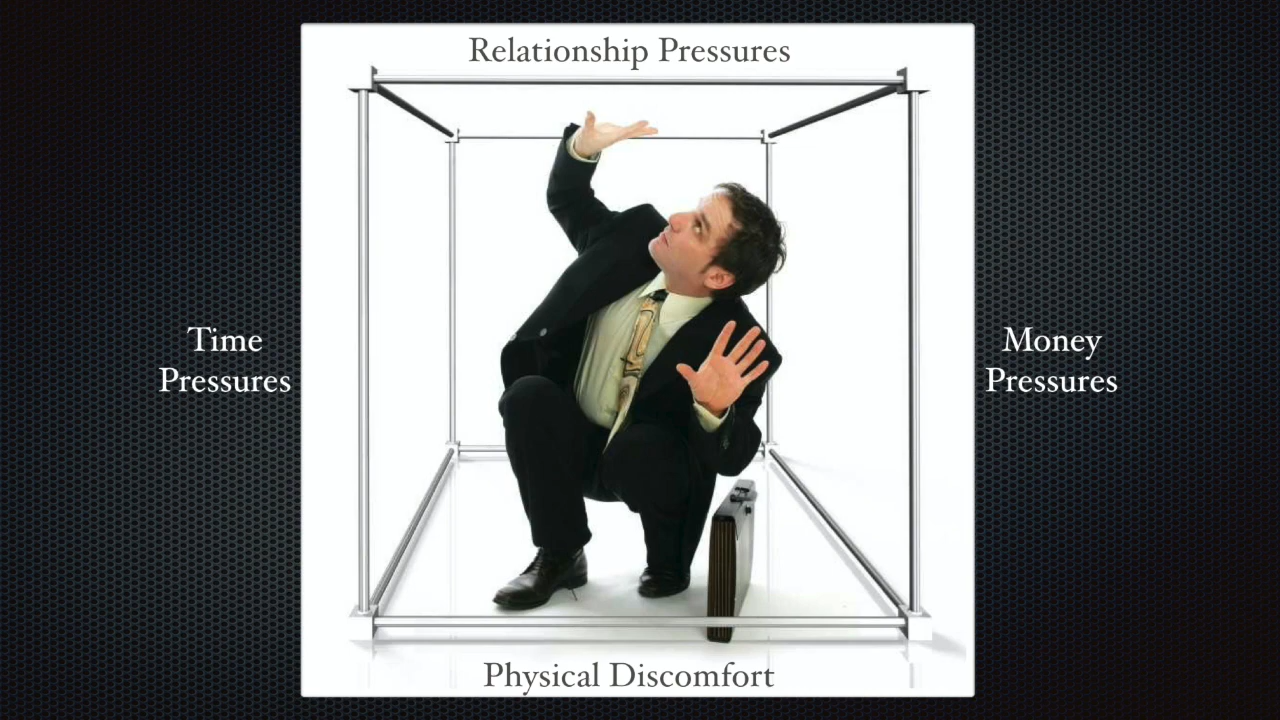 Relationship Pressures
Time
Pressures
Money
Pressures
Physical Discomfort